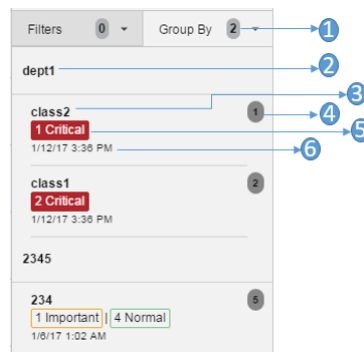 Filters 0 Group By 2 1
dept1 2
class2 1 3
1 Critical 4
1/12/17 3:36 PM 5
6
class1 2
2 Critical
1/12/17 3:36 PM
2345
234 5
1 Important | 4 Normal
1/6/17 1:02 AM